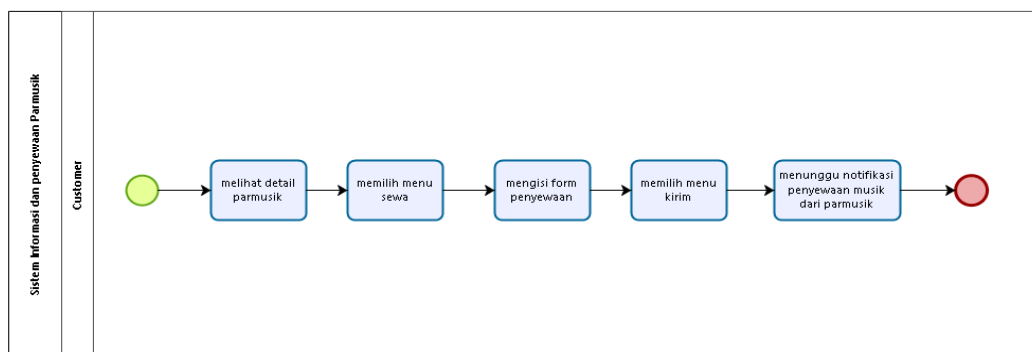 Sistem Informasi dan penyewaan Parmusik
Customer
melihat detail
parmusik
memilih menu
sewa
mengisi form
penyewaan
memilih menu
kirim
menunggu notifikasi
penyewaan musik
dari parmusik